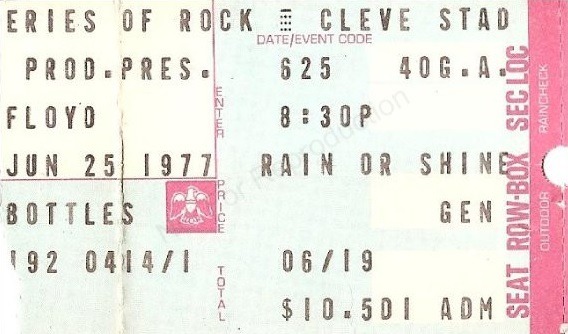 ERIES OF ROCK CLEVE STAD
DATE/EVENT CODE
PROD.PRES. 625 40G.A.
FLOYD 8:30P
JUN 25 1977 RAIN OR SHINE
BOTTLES GEN
192 0414/1 06/19
$10.501 ADM
ENTER
PRICE
TOTAL
SEAT ROW-BOX SEC LOC
OUTDOOR RAINCHECK